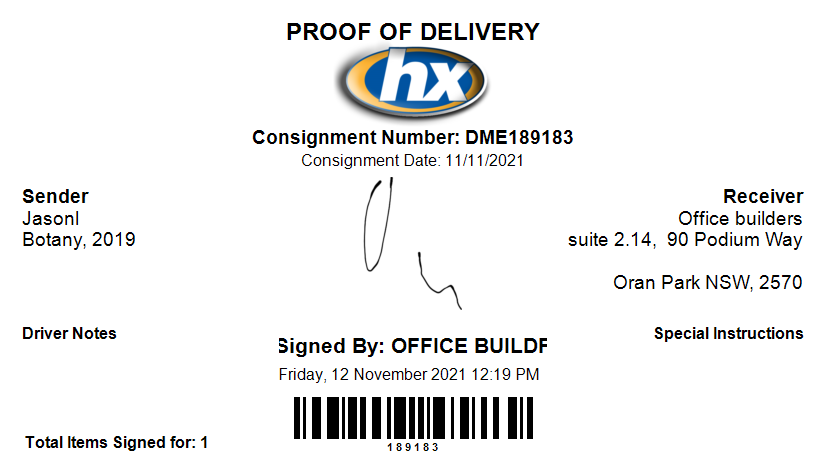 PROOF OF DELIVERY
hx
Consignment Number: DME189183
Consignment Date: 11/11/2021
Sender
JasonI
Botany, 2019
Receiver
Office builders
suite 2.14, 90 Podium Way
Oran Park NSW, 2570
Driver Notes
Special Instructions
Signed By: OFFICE BUILDF
Friday, 12 November 2021 12:19 PM
189183
Total Items Signed for: 1